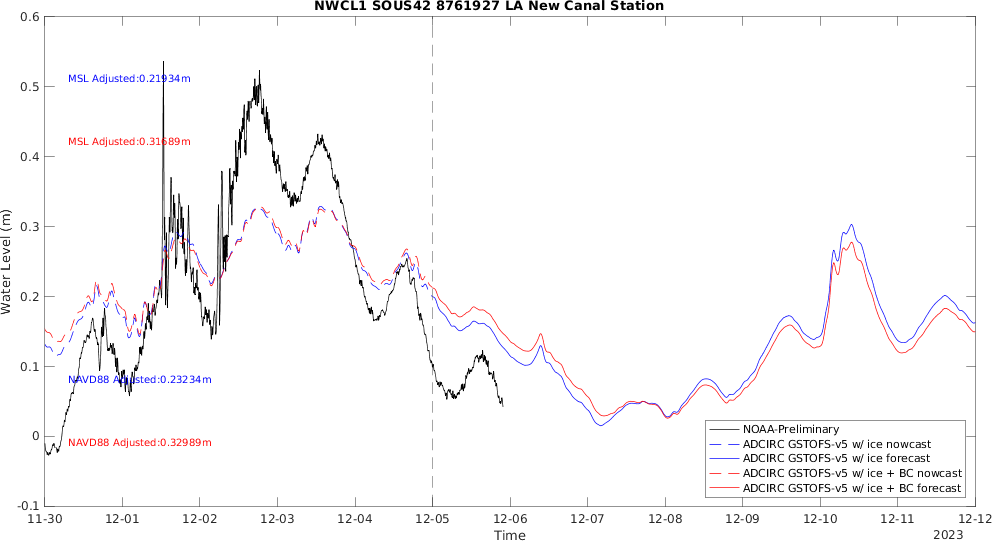 NWCL1 SOUS42 8761927 LA New Canal Station
0.6
0.5
0.4
0.3
0.2
0.1
0
-0.1
Water Level (m)
MSL Adjusted:0.21934m
MSL Adjusted:0.31689m
NAVD88 Adjusted:0.23234m
NAVD88 Adjusted:0.32989m
NOAA-Preliminary
ADCIRC GSTOFS-v5 w/ ice nowcast
ADCIRC GSTOFS-v5 w/ ice forecast
ADCIRC GSTOFS-v5 w/ ice + BC nowcast
ADCIRC GSTOFS-v5 w/ ice + BC forecast
11-30 12-01 12-02 12-03 12-04 12-05 12-06 12-07 12-08 12-09 12-10 12-11 12-12
Time
2023